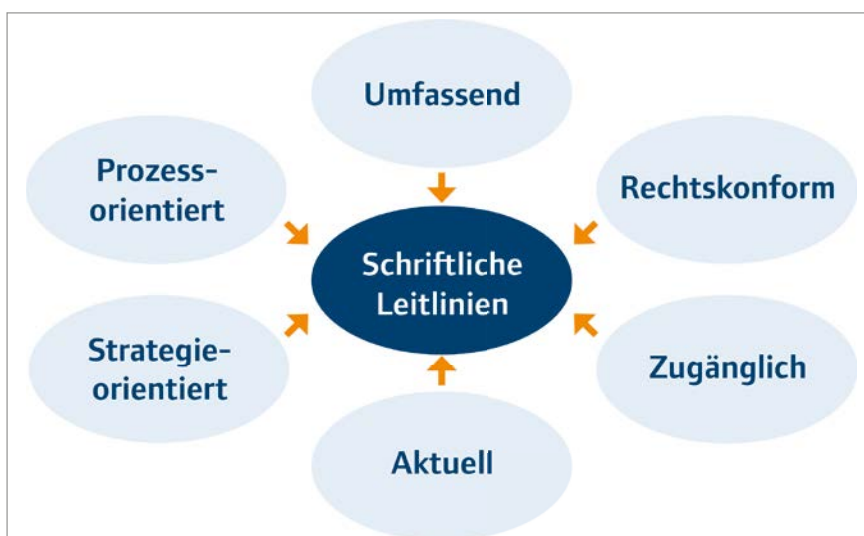 Umfassend
Prozess-
orientiert
Rechtskonform
Schriftliche
Leitlinien
Strategie-
orientiert
Zugänglich
Aktuell